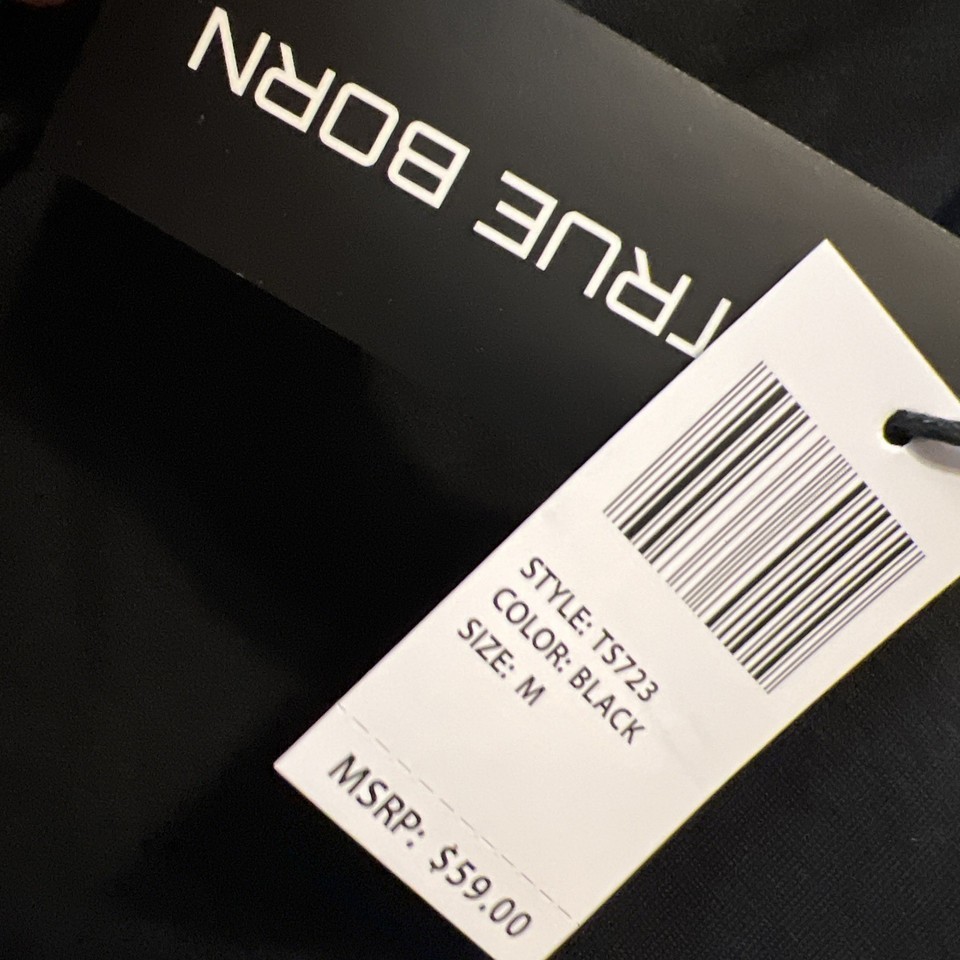 TRUE BORN
STYLE: TS723
COLOR: BLACK
SIZE: M
MSRP: $59.00